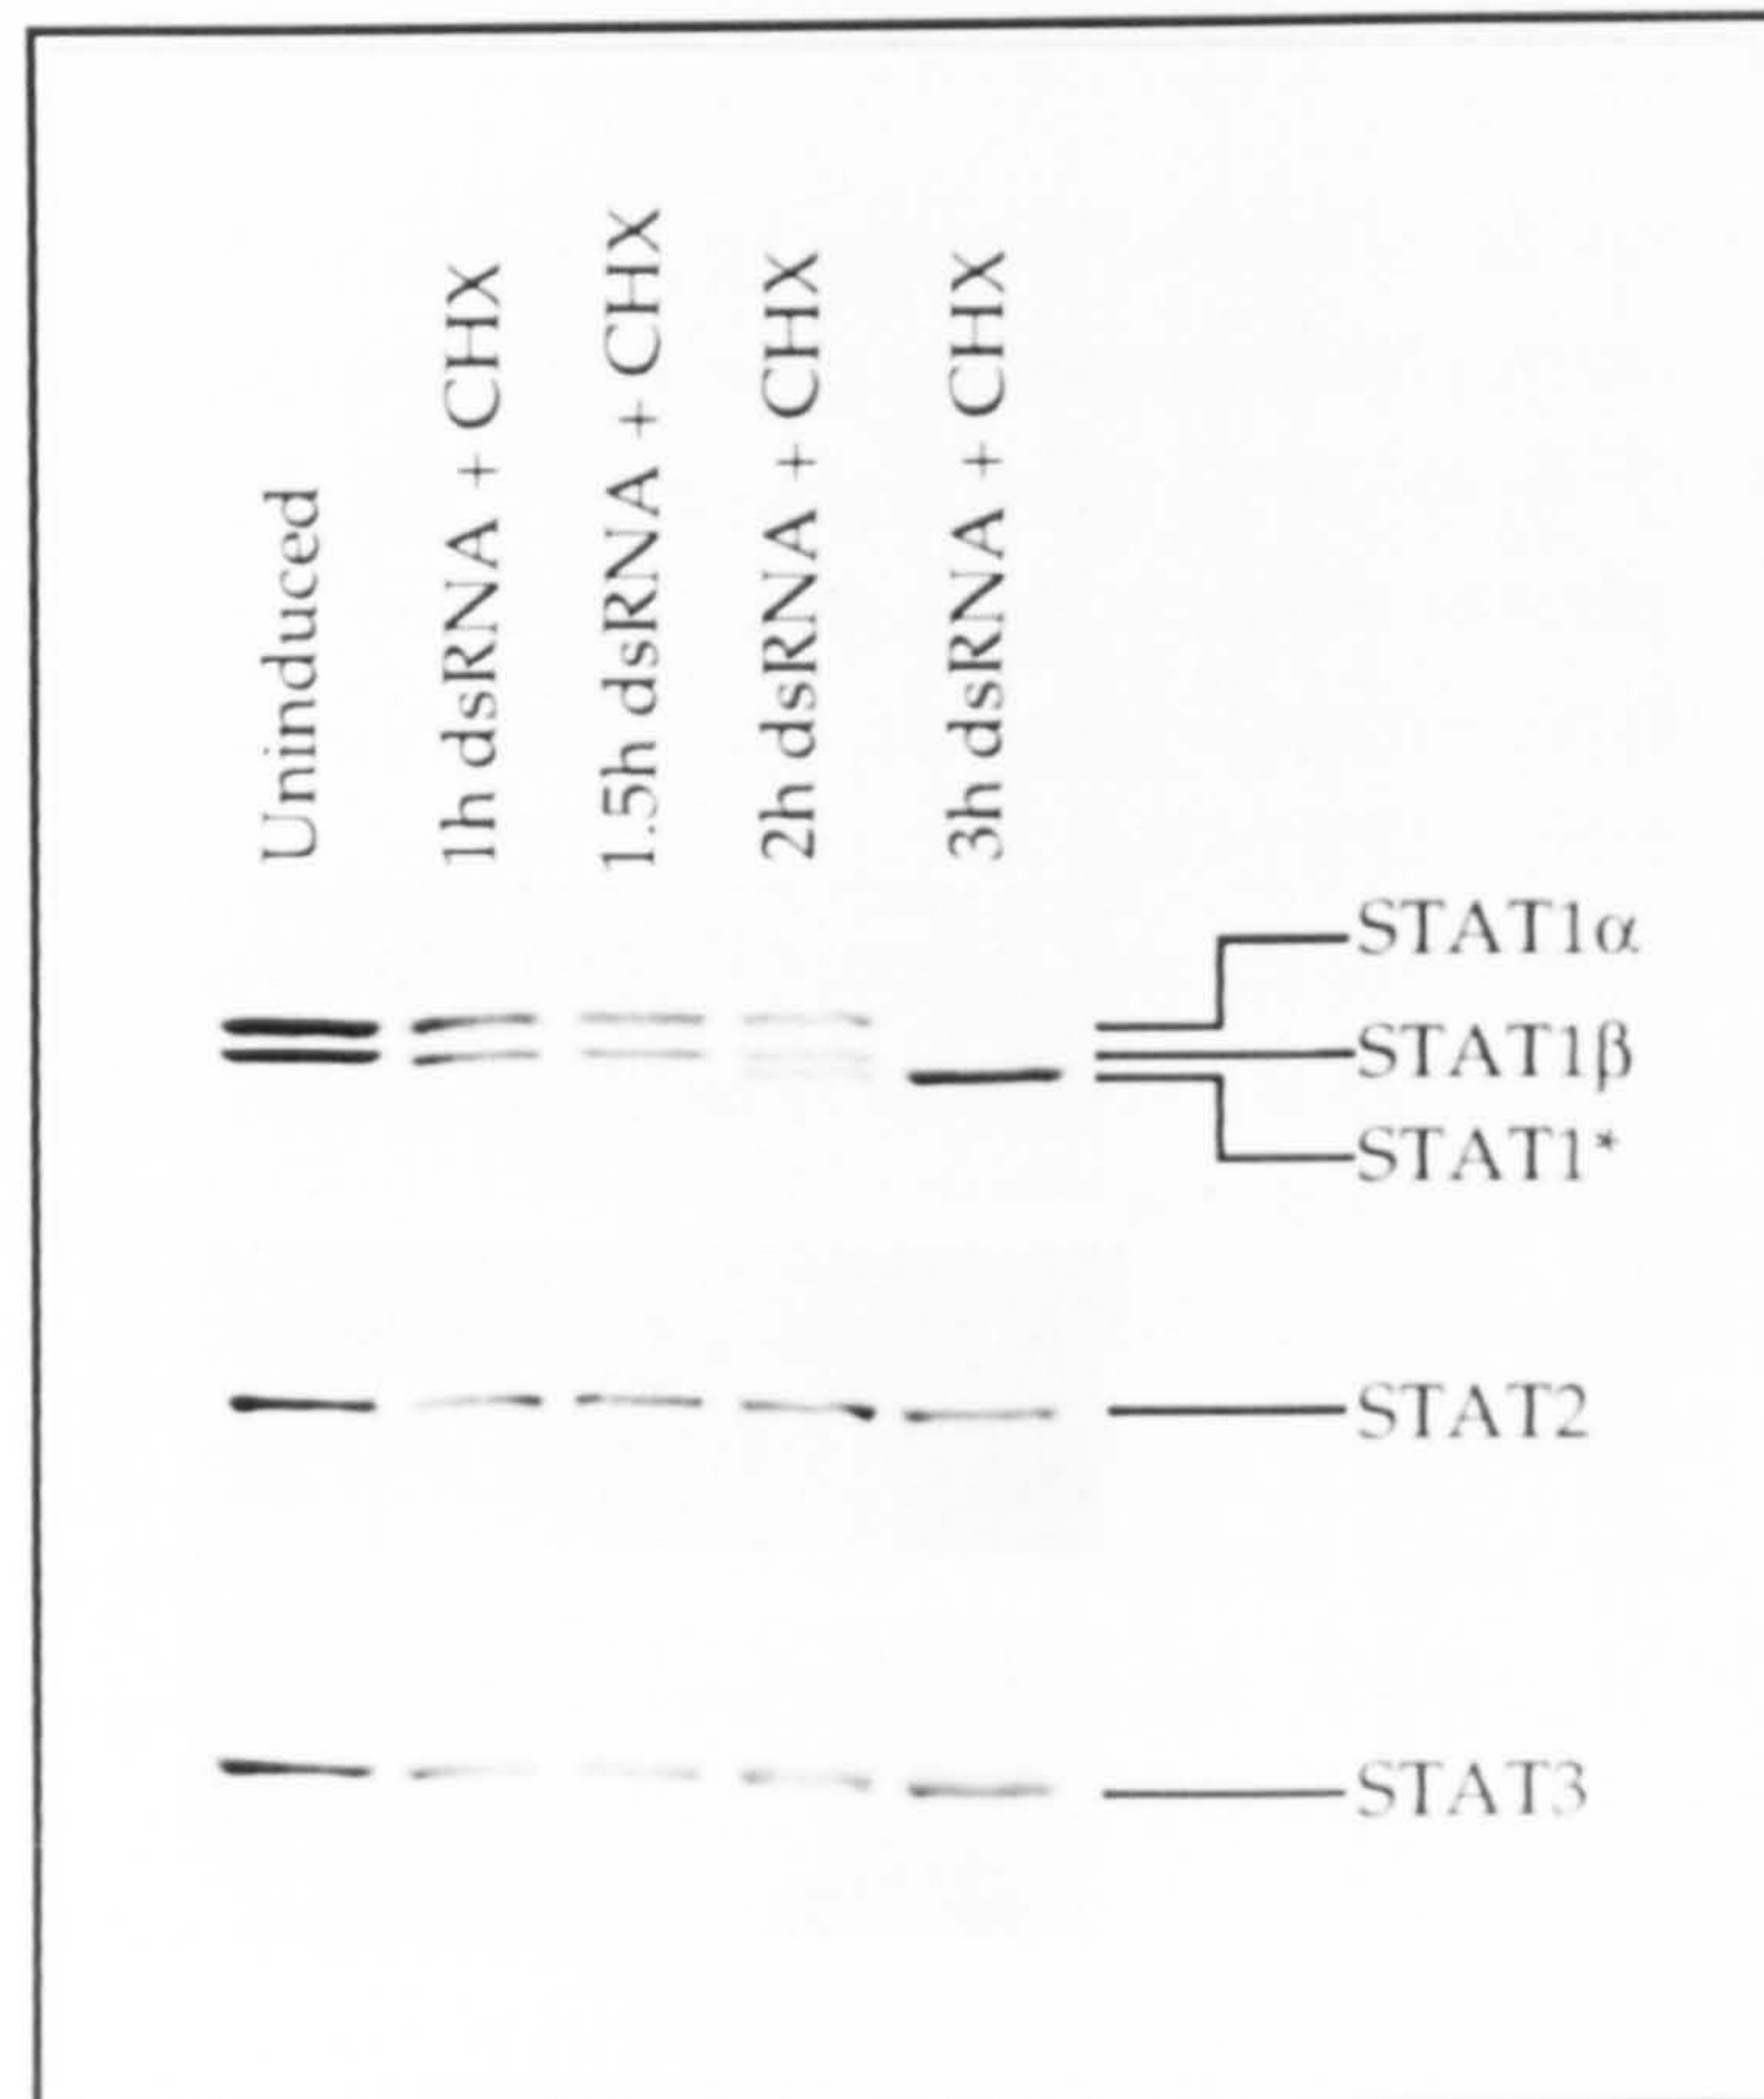 Uninduced
1h dsRNA + CHX
1.5h dsRNA + CHX
2h dsRNA + CHX
3h dsRNA + CHX
STAT1α
STAT1β
STAT1*
STAT2
STAT3